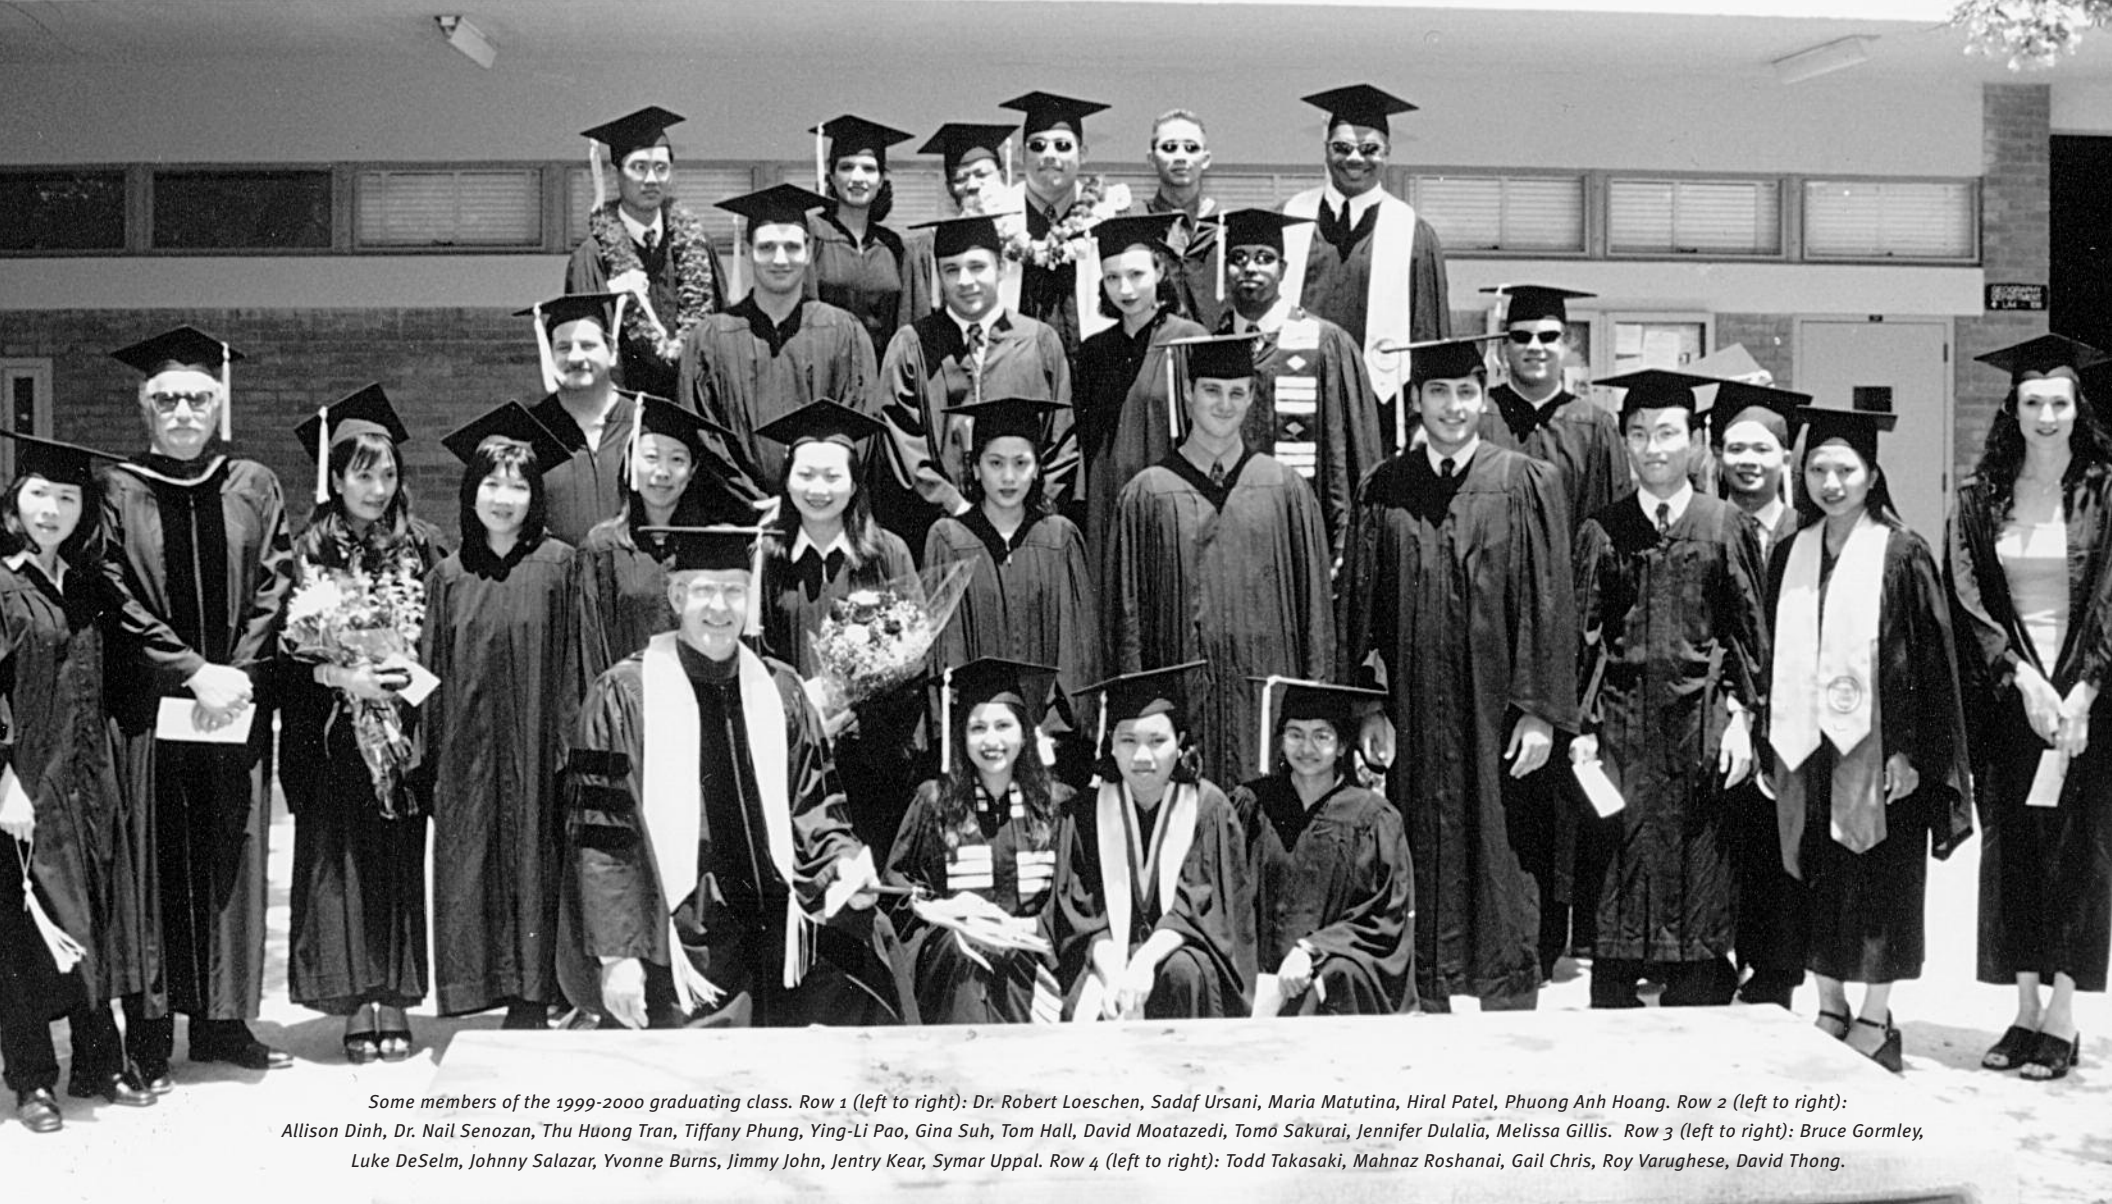 GEOGRAPHY
DEPARTMENT
Some members of the 1999-2000 graduating class. Row 1 (left to right): Dr. Robert Loeschen, Sadaf Ursani, Maria Matutina, Hiral Patel, Phuong Anh Hoang. Row 2 (left to right):
Allison Dinh, Dr. Nail Senozan, Thu Huong Tran, Tiffany Phung, Ying-Li Pao, Gina Suh, Tom Hall, David Moatazedi, Tomo Sakurai, Jennifer Dulalia, Melissa Gillis. Row 3 (left to right): Bruce Gormley,
Luke DeSelm, Johnny Salazar, Yvonne Burns, Jimmy John, Jentry Kear, Symar Uppal. Row 4 (left to right): Todd Takasaki, Mahnaz Roshanai, Gail Chris, Roy Varughese, David Thong.